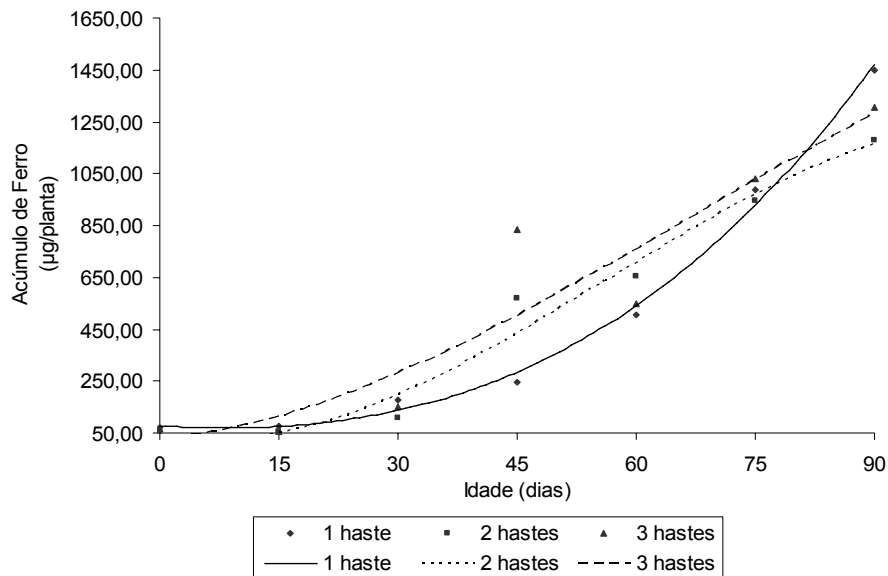 1650,00
1450,00
1250,00
1050,00
850,00
650,00
450,00
250,00
50,00
Acúmulo de Ferro
(µg/planta)
0 15 30 45 60 75 90
Idade (dias)
1 haste 2 hastes 3 hastes
1 haste 2 hastes 3 hastes